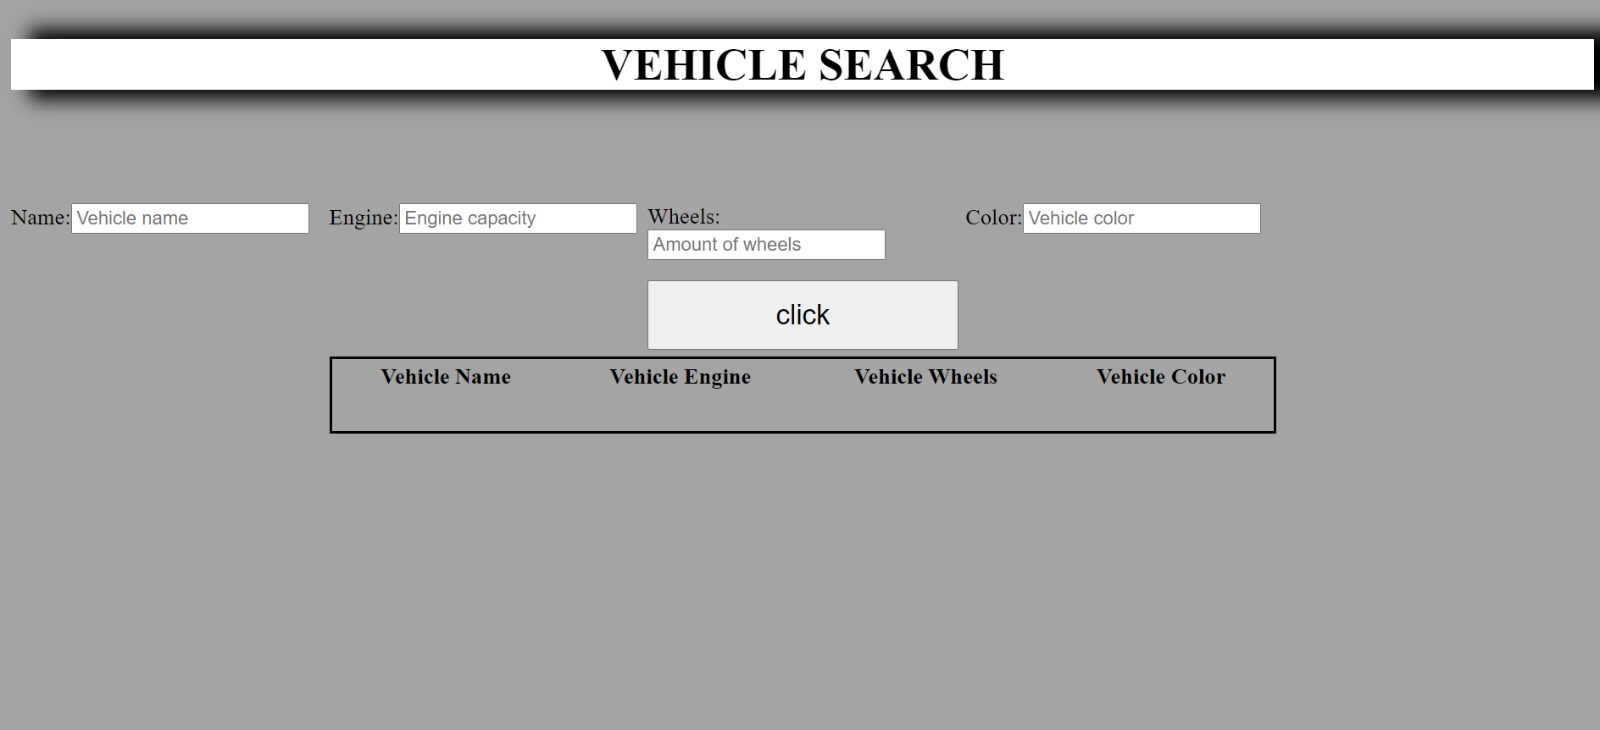 VEHICLE SEARCH
Name: Vehicle name Engine: Engine capacity Wheels: Color: Vehicle color
Amount of wheels
click
Vehicle Name Vehicle Engine Vehicle Wheels Vehicle Color